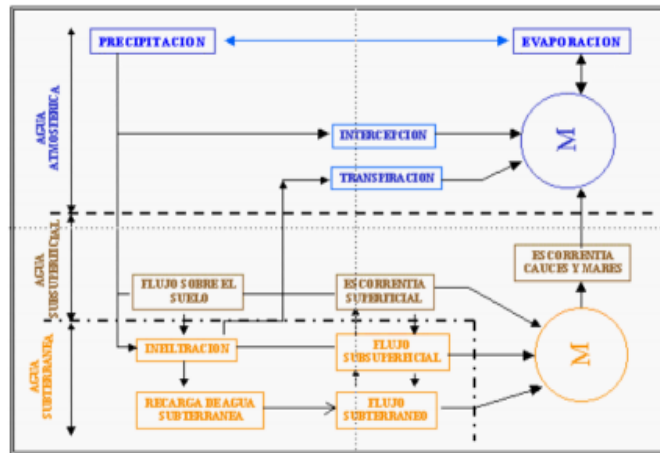 PRECIPITACION
EVAPORACION
AGUA
ATMOSFERICA
INTERCEPCION
M
TRANSPIRACION
AGUA
SUBSUPERFICIAL
FLUJO SOBRE EL
SUELO
ESCORRENTIA
SUPERFICIAL
ESCORRENTIA
CAUCES Y MARES
AGUA
SUBTERRANEA
INFILTRACION
FLUJO
SUBSUPERFICIAL
M
RECARGA DE AGUA
SUBTERRANEA
FLUJO
SUBTERRANEO